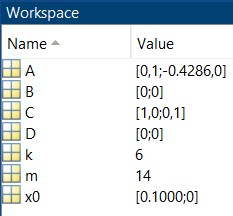 Workspace
Name Value
A [0,1;-0.4286,0]
B [0;0]
C [1,0;0,1]
D [0;0]
k 6
m 14
x0 [0.1000;0]